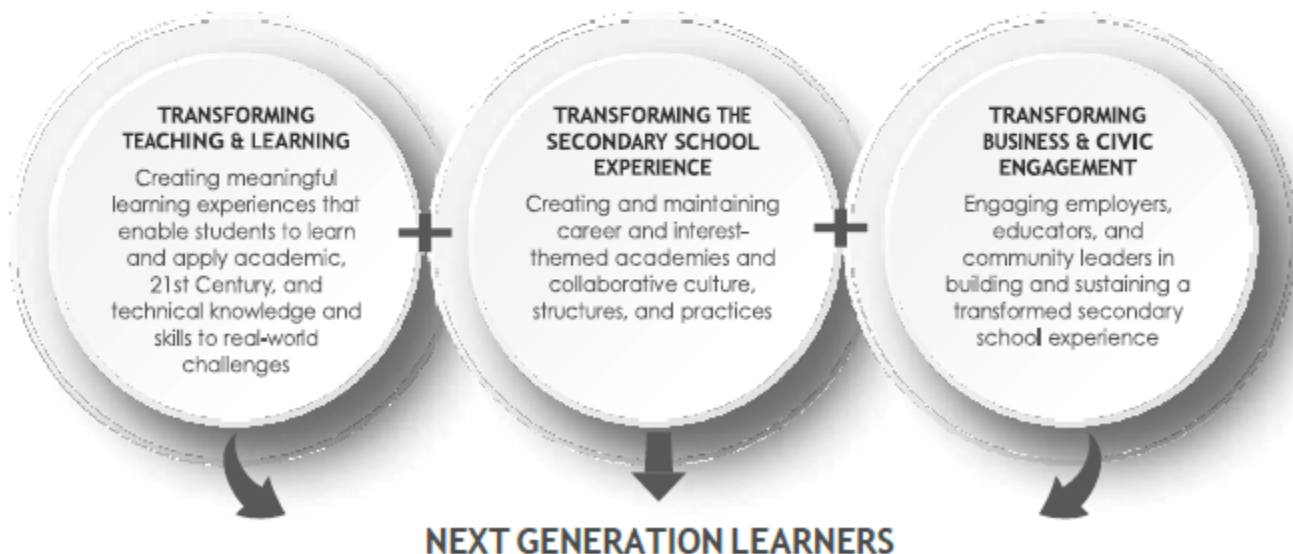 TRANSFORMING
TEACHING & LEARNING
Creating meaningful
learning experiences that
enable students to learn
and apply academic,
21st Century, and
technical knowledge and
skills to real-world
challenges
+
TRANSFORMING THE
SECONDARY SCHOOL
EXPERIENCE
Creating and maintaining
career and interest-
themed academies and
collaborative culture,
structures, and practices
+
TRANSFORMING
BUSINESS & CIVIC
ENGAGEMENT
Engaging employers,
educators, and
community leaders in
building and sustaining a
transformed secondary
school experience
NEXT GENERATION LEARNERS